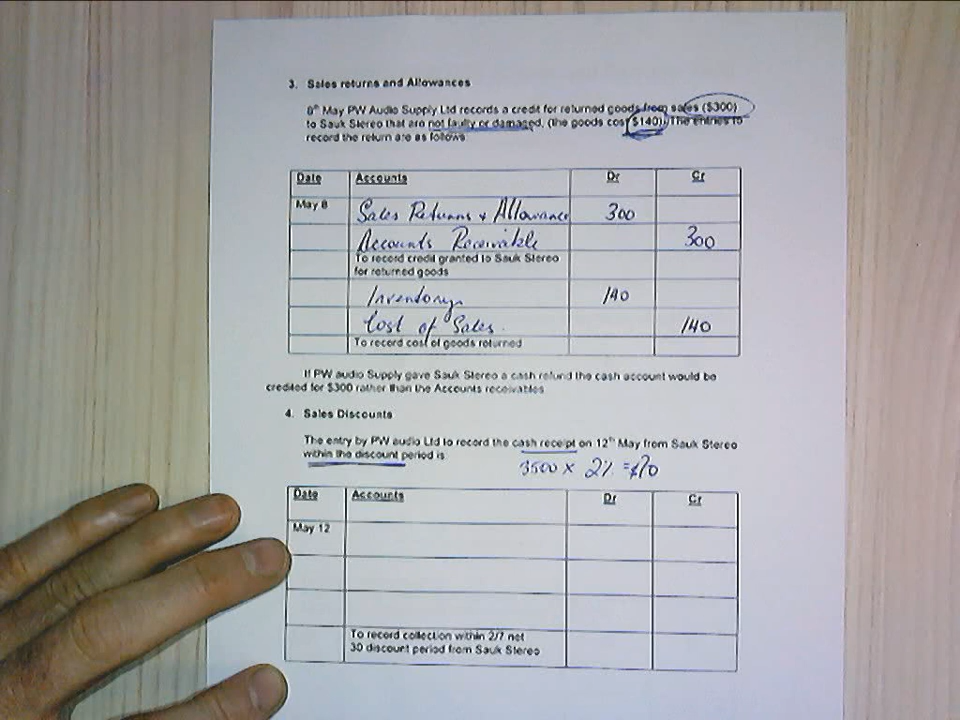 3. Sales returns and Allowances
8th May PW Audio Supply Ltd records a credit for returned goods from sales ($300)
to Sauk Stereo that are not faulty or damaged, (the goods cost $140). The entries to
record the return are as follows
Date Accounts Dr Cr
May 8 Sales Returns + Allowance 300
Accounts Receivable 300
To record credit granted to Sauk Stereo
for returned goods
Inventory 140
Cost of Sales. 140
To record cost of goods returned
If PW audio Supply gave Sauk Stereo a cash refund the cash account would be
credited for $300 rather than the Accounts receivables
4. Sales Discounts
The entry by PW audio Ltd to record the cash receipt on 12th May from Sauk Stereo
within the discount period is
3500 x 2% = $70
Date Accounts Dr Cr
May 12
To record collection within 2/7 net
30 discount period from Sauk Stereo